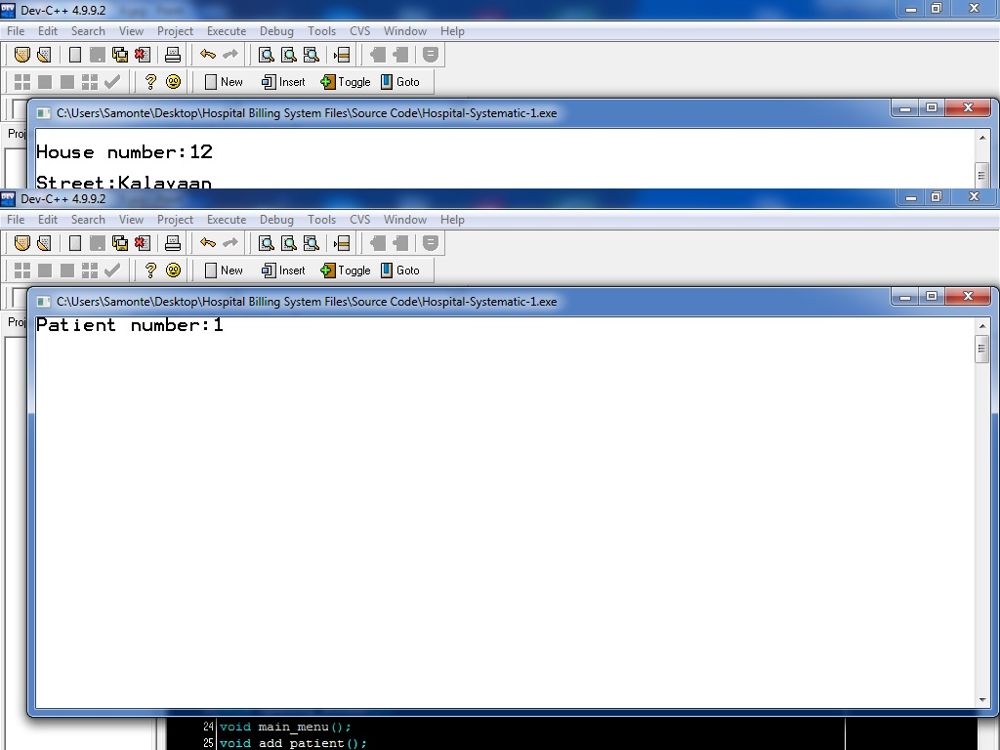 Dev-C++ 4.9.9.2
File Edit Search View Project Execute Debug Tools CVS Window Help
New Insert Toggle Goto
C:\Users\Samonte\Desktop\Hospital Billing System Files\Source Code\Hospital-Systematic-1.exe
Proj
House number:12
Street:Kalayaan
Dev-C++ 4.9.9.2
File Edit Search View Project Execute Debug Tools CVS Window Help
New Insert Toggle Goto
C:\Users\Samonte\Desktop\Hospital Billing System Files\Source Code\Hospital-Systematic-1.exe
Proj
Patient number:1
24 void main_menu();
25 void add_patient();